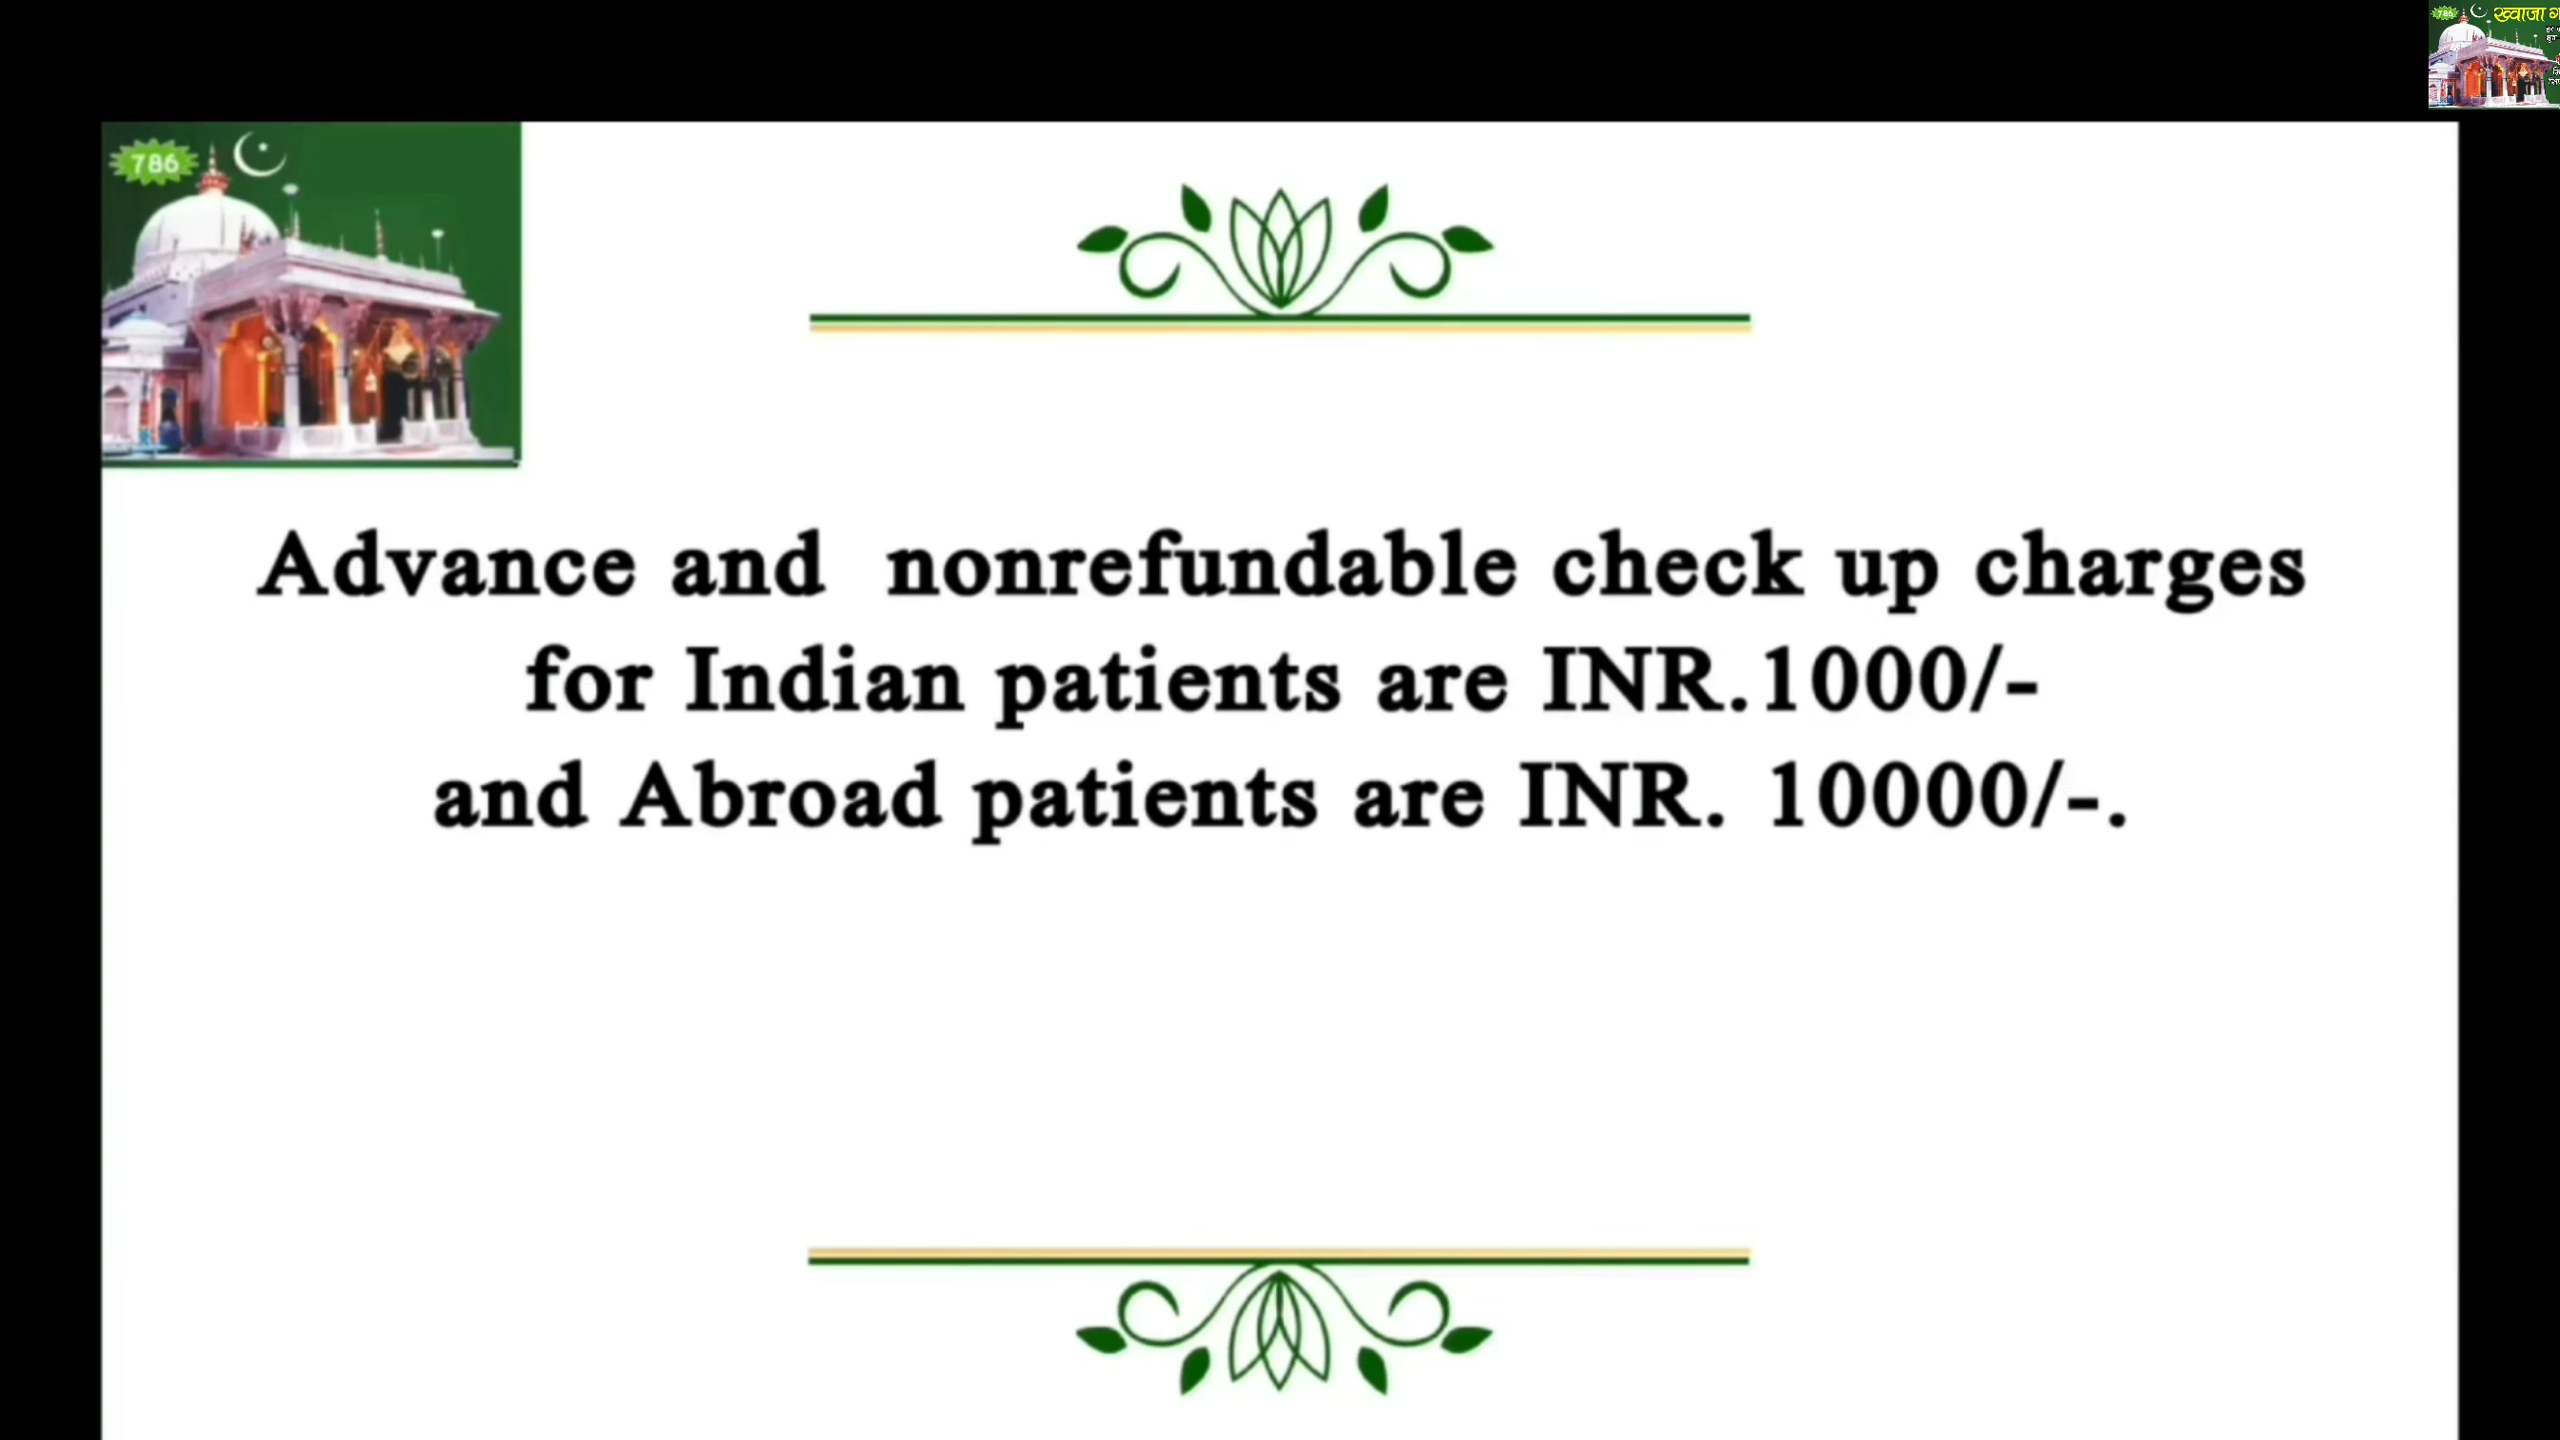 786
ख्वाजा
786
Advance and nonrefundable check up charges
for Indian patients are INR.1000/-
and Abroad patients are INR. 10000/-.